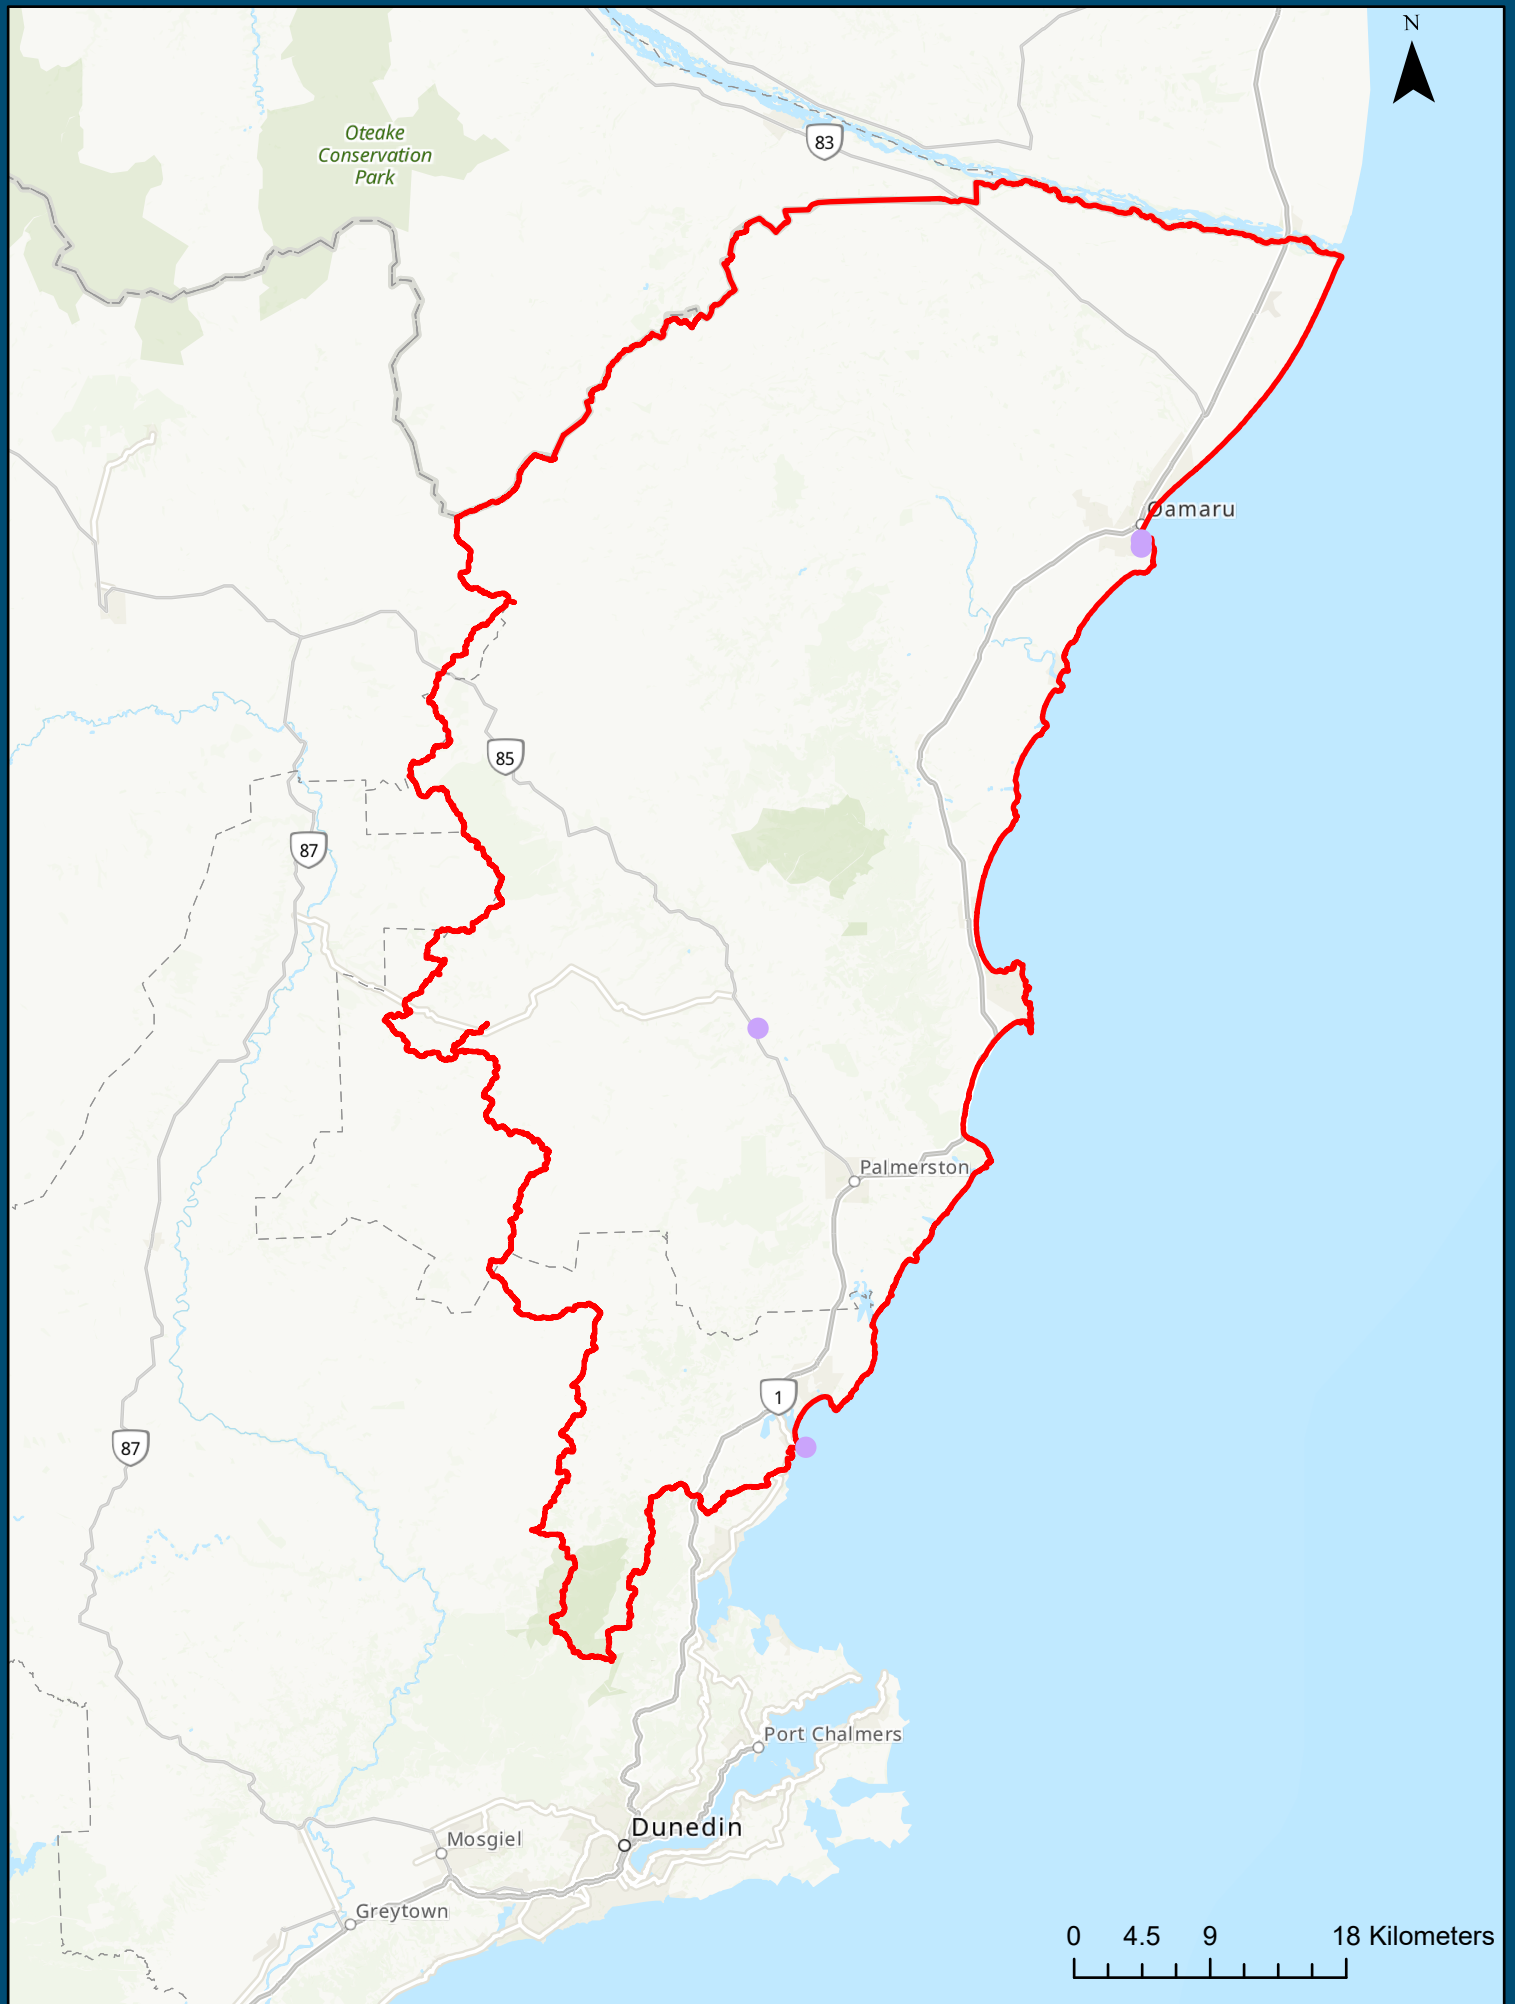 N
Oteake
Conservation
Park
83
Oamaru
85
87
Palmerston
1
87
Port Chalmers
Dunedin
Mosgiel
Greytown
0 4.5 9 18 Kilometers